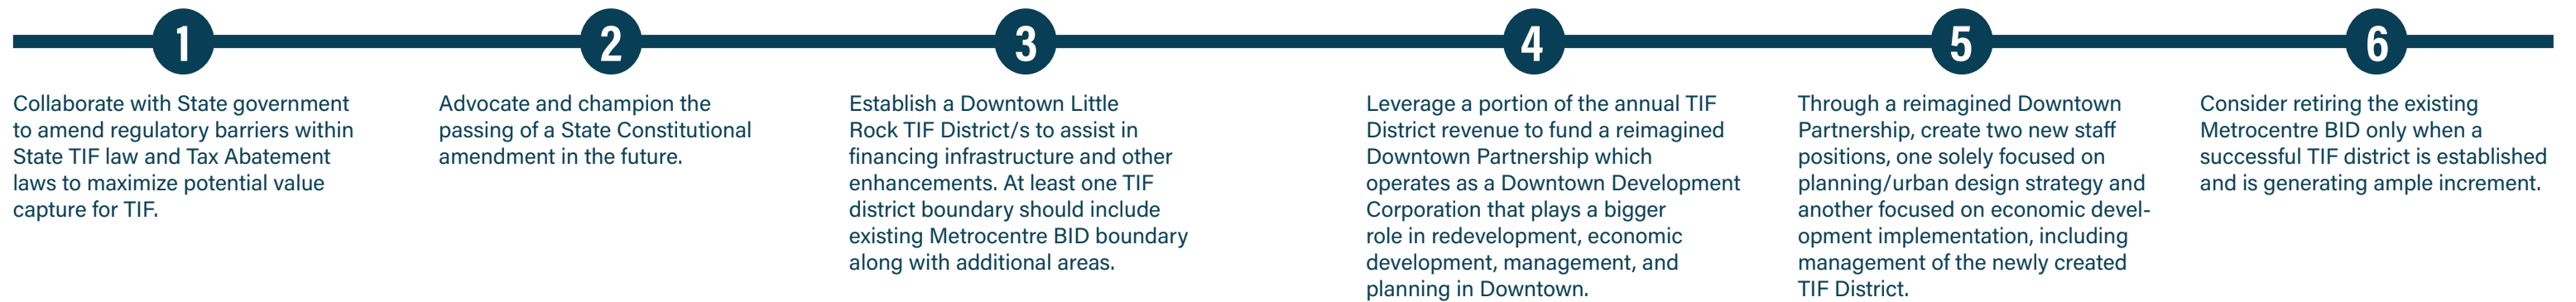 1
Collaborate with State government
to amend regulatory barriers within
State TIF law and Tax Abatement
laws to maximize potential value
capture for TIF.
2
Advocate and champion the
passing of a State Constitutional
amendment in the future.
3
Establish a Downtown Little
Rock TIF District/s to assist in
financing infrastructure and other
enhancements. At least one TIF
district boundary should include
existing Metrocentre BID boundary
along with additional areas.
4
Leverage a portion of the annual TIF
District revenue to fund a reimagined
Downtown Partnership which
operates as a Downtown Development
Corporation that plays a bigger
role in redevelopment, economic
development, management, and
planning in Downtown.
5
Through a reimagined Downtown
Partnership, create two new staff
positions, one solely focused on
planning/urban design strategy and
another focused on economic devel-
opment implementation, including
management of the newly created
TIF District.
6
Consider retiring the existing
Metrocentre BID only when a
successful TIF district is established
and is generating ample increment.